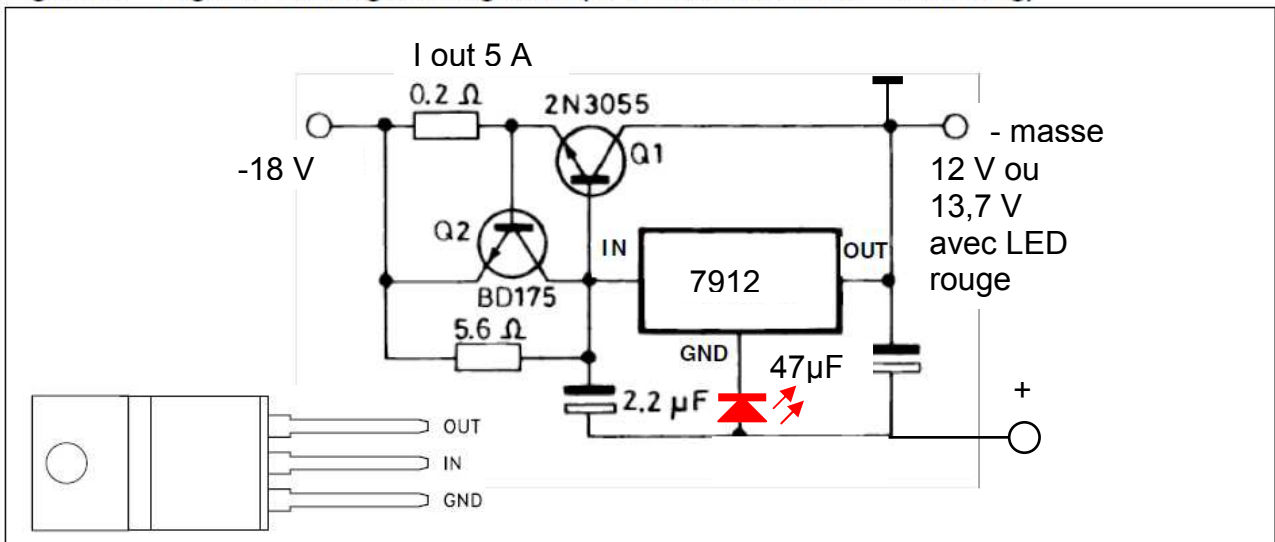 I out 5 A
0.2 Ω
2N3055
Q1
-18 V
- masse
12 V ou
13,7 V
avec LED
rouge
Q2
BD175
IN
7912
OUT
5.6 Ω
GND
47µF
2.2 µF
+
OUT
IN
GND